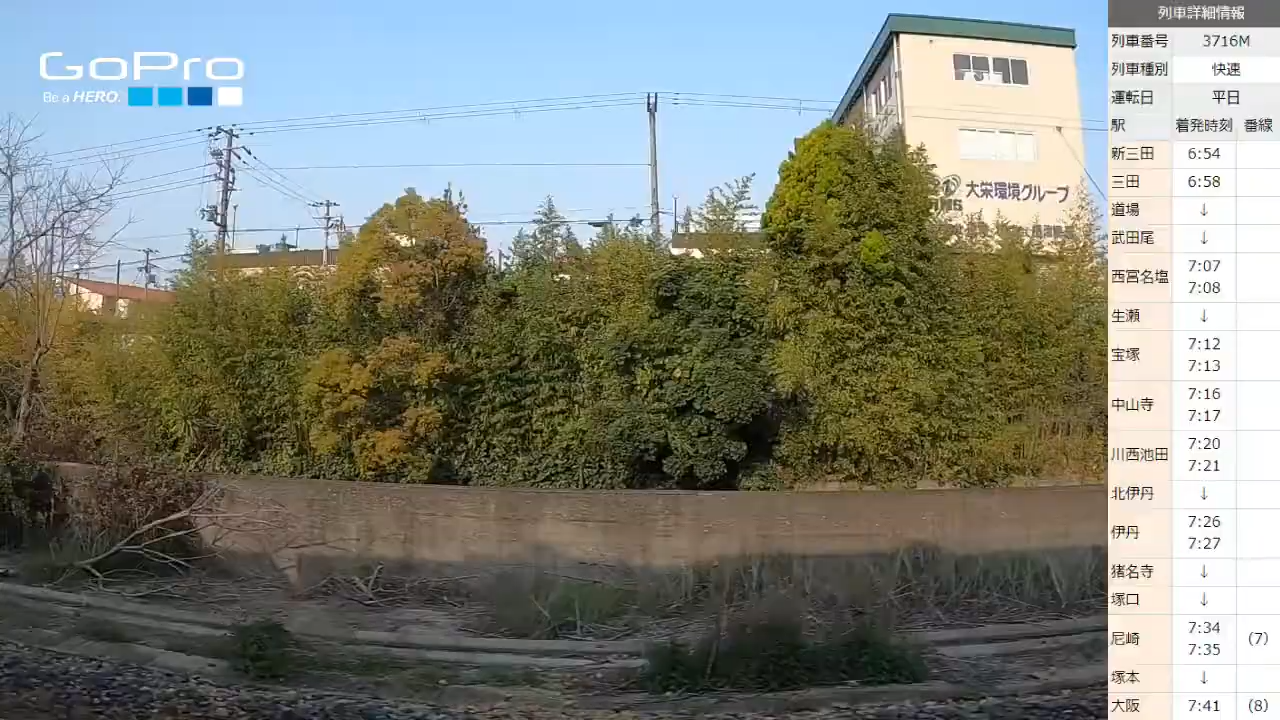 GoPro
Be a HERO.
大栄環境グループ
列車詳細情報
列車番号 3716M
列車種別 快速
運転日 平日
駅 着発時刻 番線
新三田 6:54
三田 6:58
道場 ↓
武田尾 ↓
西宮名塩 7:07
7:08
生瀬 ↓
宝塚 7:12
7:13
中山寺 7:16
7:17
川西池田 7:20
7:21
北伊丹 ↓
伊丹 7:26
7:27
猪名寺 ↓
塚口 ↓
尼崎 7:34 (7)
7:35
塚本 ↓
大阪 7:41 (8)